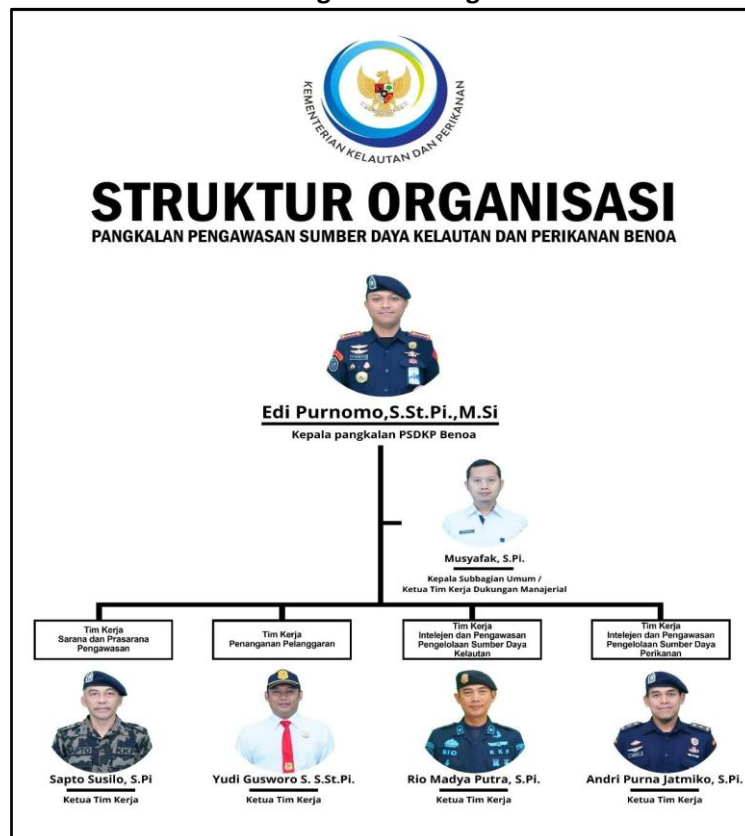 KEMENTERIAN KELAUTAN DAN PERIKANAN
STRUKTUR ORGANISASI
PANGKALAN PENGAWASAN SUMBER DAYA KELAUTAN DAN PERIKANAN BENOA
Edi Purnomo,S.St.Pi.,M.Si
Kepala pangkalan PSDKP Benoa
Musyafak, S.Pi.
Kepala Subbagian Umum /
Ketua Tim Kerja Dukungan Manajerial
Tim Kerja
Sarana dan Prasarana
Pengawasan
Tim Kerja
Penanganan Pelanggaran
Tim Kerja
Intelejen dan Pengawasan
Pengelolaan Sumber Daya
Kelautan
Tim Kerja
Intelejen dan Pengawasan
Pengelolaan Sumber Daya
Perikanan
SAPTO
KKP
RIO
KKP
Sapto Susilo, S.Pi
Ketua Tim Kerja
Yudi Gusworo S. S.St.Pi.
Ketua Tim Kerja
Rio Madya Putra, S.Pi.
Ketua Tim Kerja
Andri Purna Jatmiko, S.Pi.
Ketua Tim Kerja